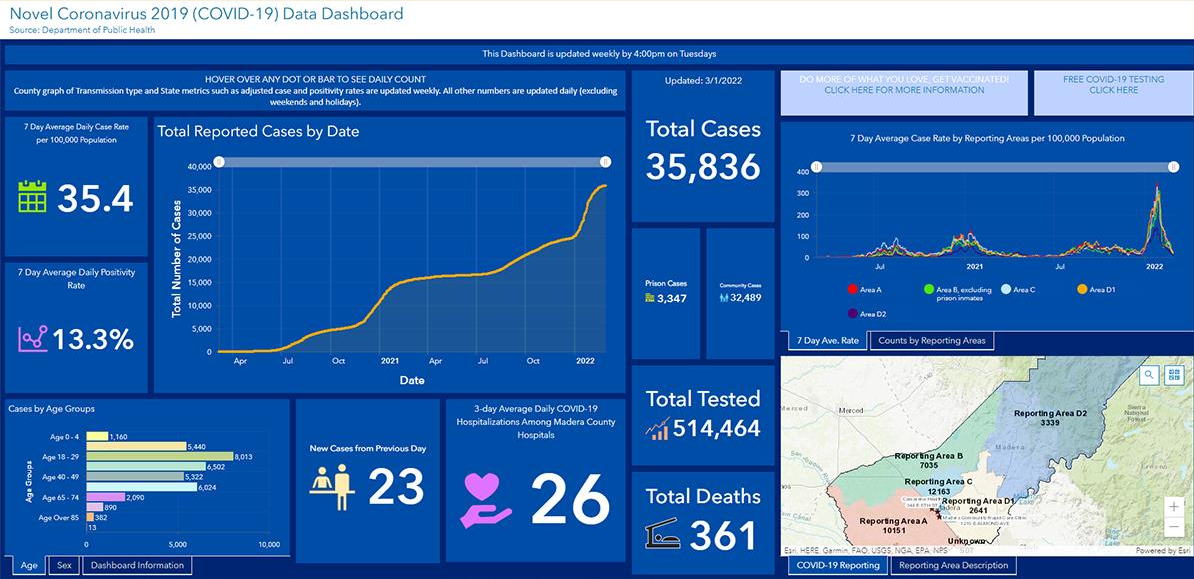 Novel Coronavirus 2019 (COVID-19) Data Dashboard
Source: Department of Public Health
This Dashboard is updated weekly by 4:00pm on Tuesdays
HOVER OVER ANY DOT OR BAR TO SEE DAILY COUNT
County graph of Transmission type and State metrics such as adjusted case and positivity rates are updated weekly. All other numbers are updated daily (excluding
weekends and holidays).
7 Day Average Daily Case Rate
per 100,000 Population
35.4
7 Day Average Daily Positivity
Rate
13.3%
Total Reported Cases by Date
Total Number of Cases
40,000
35,000
30,000
25,000
20,000
15,000
10,000
5,000
0
Apr
Jul
Oct
2021
Apr
Jul
Oct
2022
Date
Updated: 3/1/2022
Total Cases
35,836
Prison Cases
3,347
Community Cases
32,489
Total Tested
514,464
Total Deaths
361
DO MORE OF WHAT YOU LOVE, GET VACCINATED!
CLICK HERE FOR MORE INFORMATION
FREE COVID-19 TESTING
CLICK HERE
7 Day Average Case Rate by Reporting Areas per 100,000 Population
400
300
200
100
0
Jul
2021
Jul
2022
Area A
Area B, excluding
prison inmates
Area C
Area D1
Area D2
7 Day Ave. Rate
Counts by Reporting Areas
Cases by Age Groups
Age Groups
Age 0 - 4
1,160
5,440
Age 18 - 29
8,013
6,502
Age 40 - 49
5,322
6,024
Age 65 - 74
2,090
890
Age Over 85
382
13
0
5,000
10,000
Age
Sex
Dashboard Information
New Cases from Previous Day
23
3-day Average Daily COVID-19
Hospitalizations Among Madera County
Hospitals
26
Merced
Merced
Reporting Area D2
3339
Sierra
National
Forest
Madera
Reporting Area B
7035
Reporting Area C
12163
Reporting Area D1
2641
Madera
Reporting Area A
10151
Unknown
Fresno
Lake
Esri, HERE, Garmin, FAO, USGS, NGA, EPA, NPS
Powered by Esri
COVID-19 Reporting
Reporting Area Description